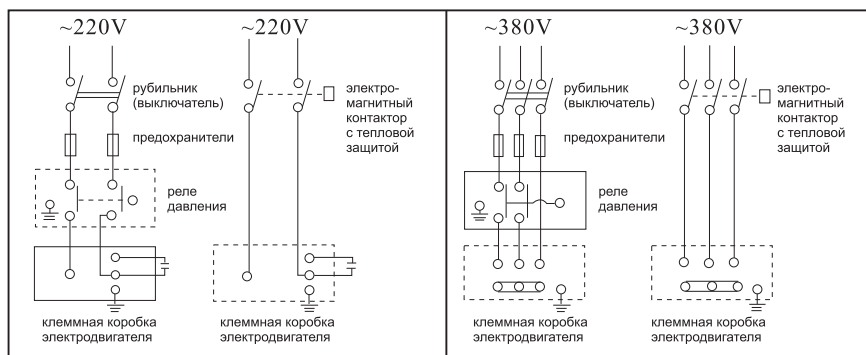 ~220V
~220V
рубильник
(выключатель)
электро-
магнитный
контактор
с тепловой
защитой
предохранители
реле
давления
клеммная коробка
электродвигателя
клеммная коробка
электродвигателя
~380V
~380V
рубильник
(выключатель)
электро-
магнитный
контактор
с тепловой
защитой
предохранители
реле
давления
клеммная коробка
электродвигателя
клеммная коробка
электродвигателя